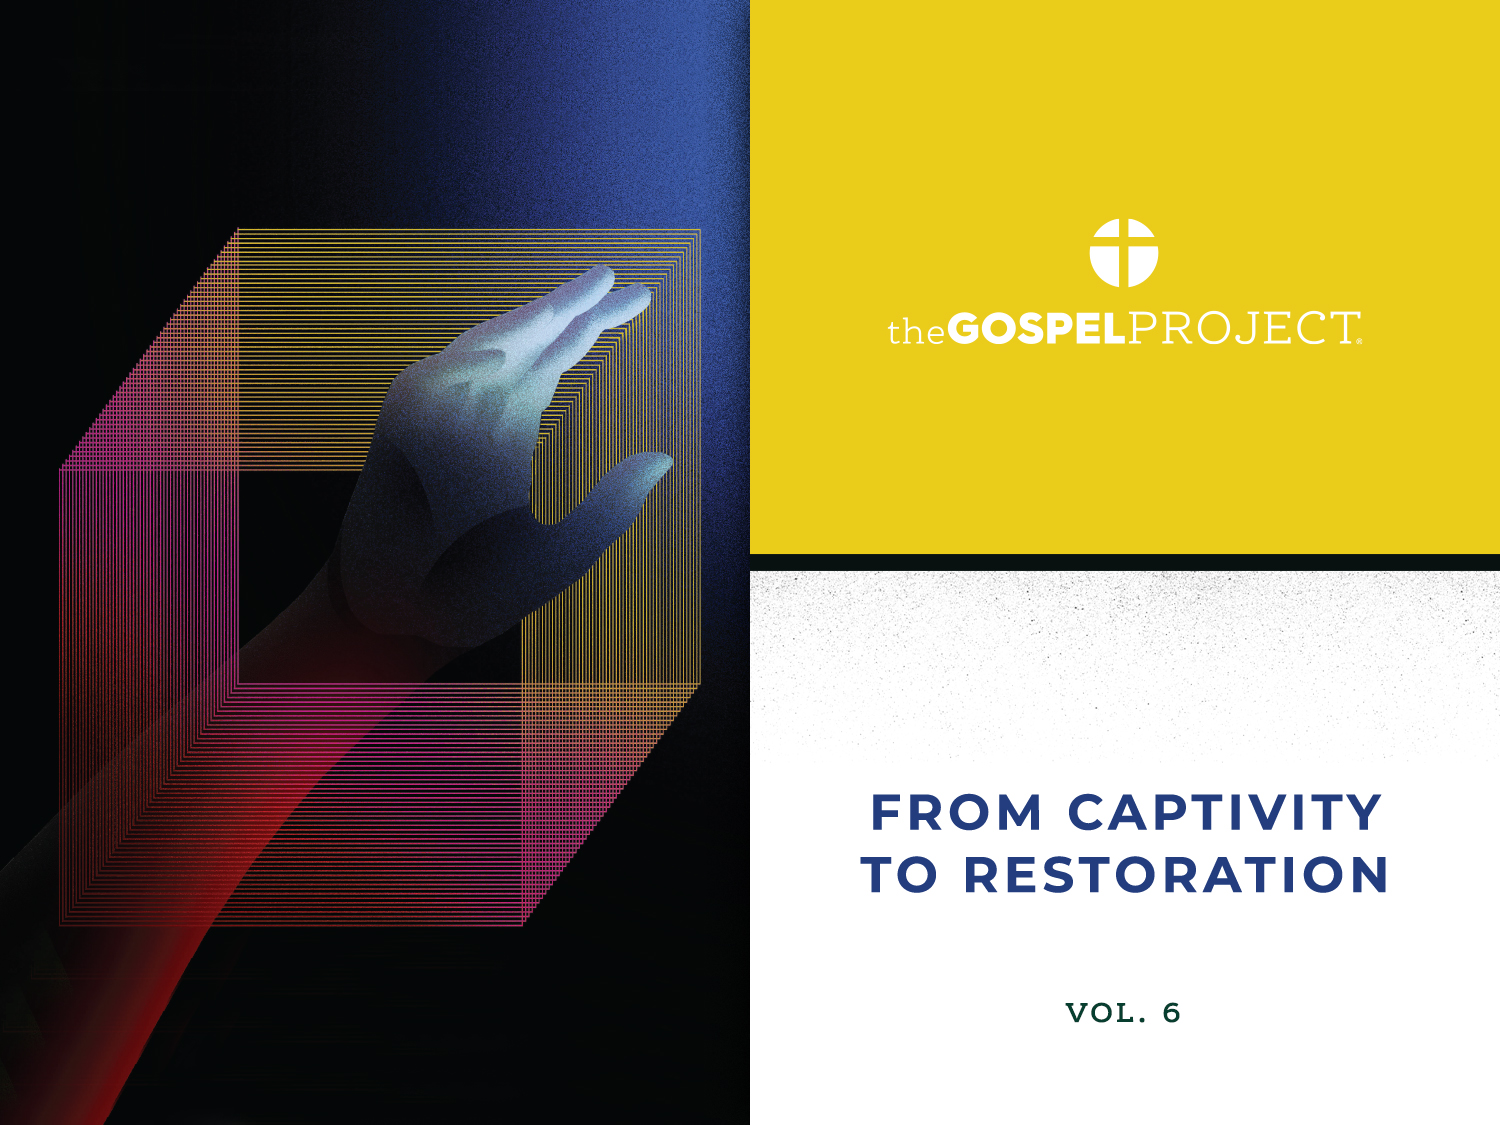 theGOSPELPROJECT®
FROM CAPTIVITY
TO RESTORATION
VOL. 6